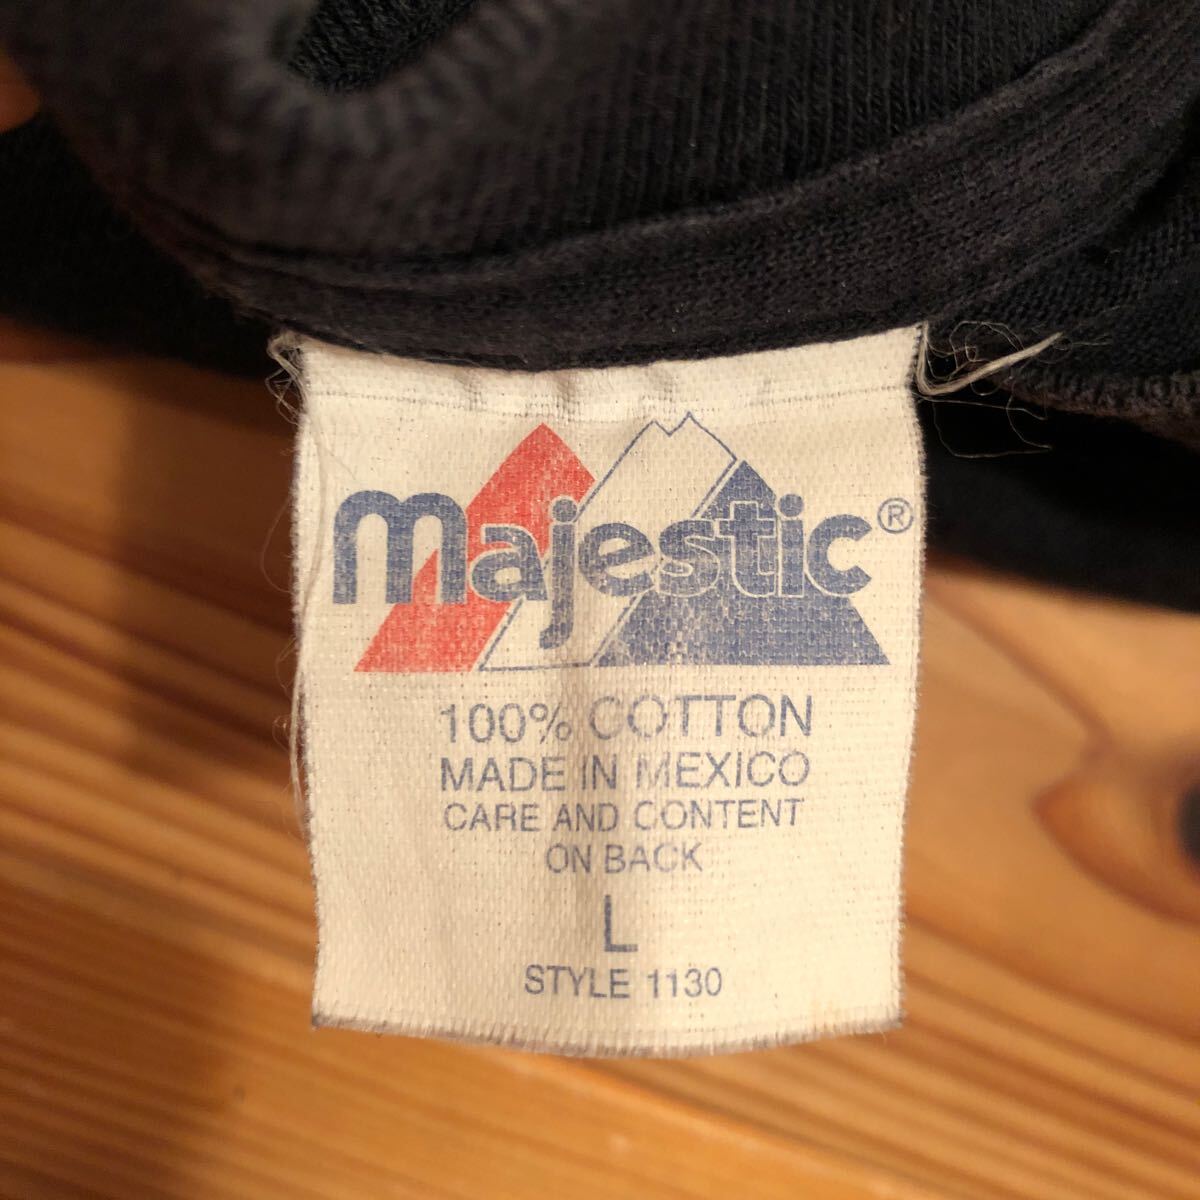 majestic®
100% COTTON
MADE IN MEXICO
CARE AND CONTENT
ON BACK
L
STYLE 1130